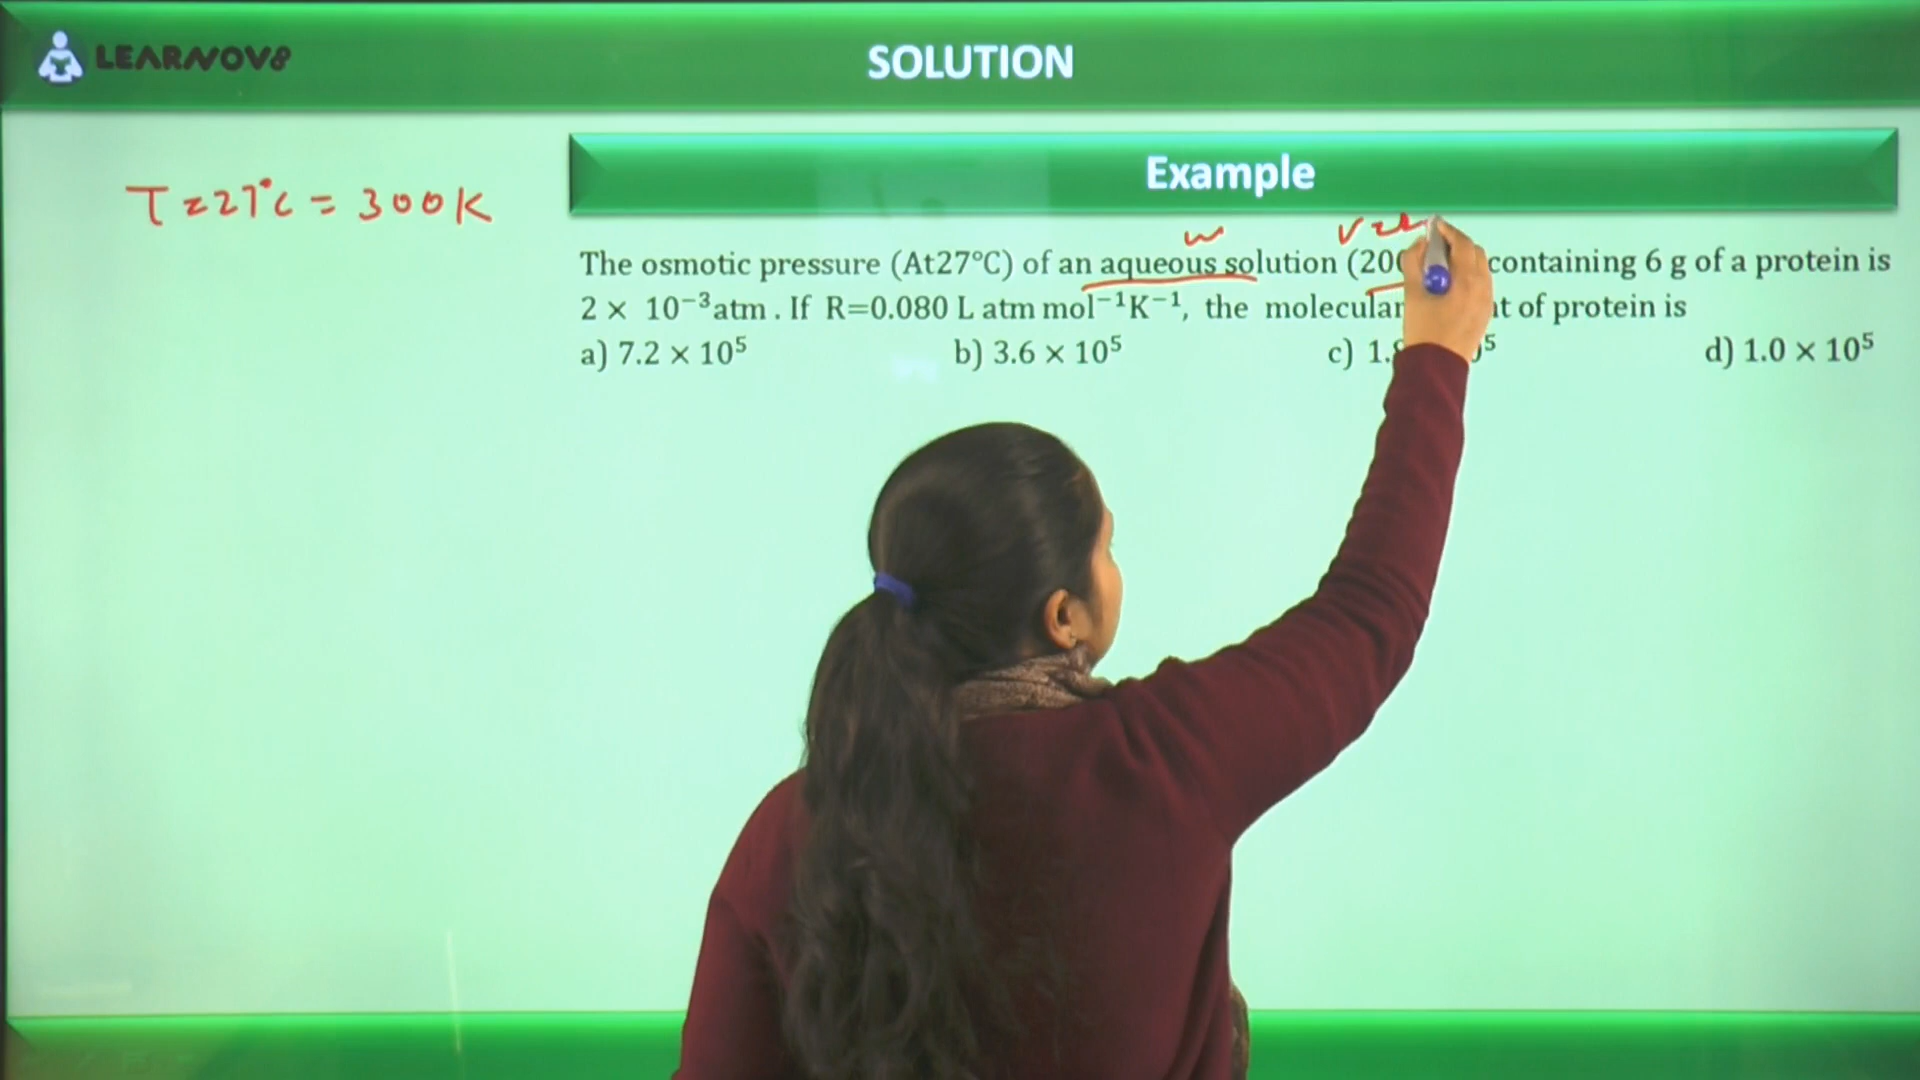 LEARNOV8
SOLUTION
Example
T = 27°C = 300K
w
V =
The osmotic pressure (At27°C) of an aqueous solution (200 containing 6 g of a protein is
2 × 10⁻³atm . If R=0.080 L atm mol⁻¹K⁻¹, the molecular of protein is
a) 7.2 × 10⁵ b) 3.6 × 10⁵ c) 1. d) 1.0 × 10⁵